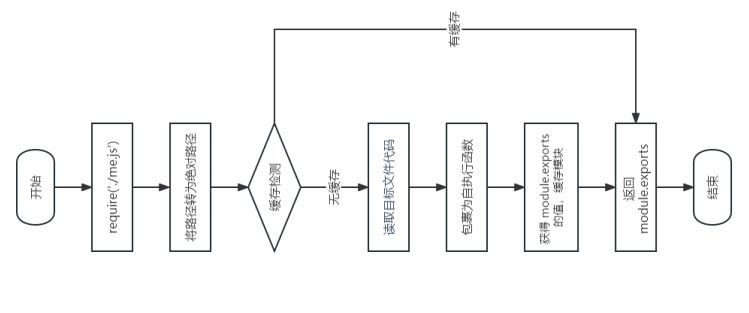 开始
require('./me.js')
将路径转为绝对路径
缓存检测
有缓存
无缓存
读取目标文件代码
包裹为自执行函数
获得 module.exports
的值，缓存模块
返回
module.exports
结束